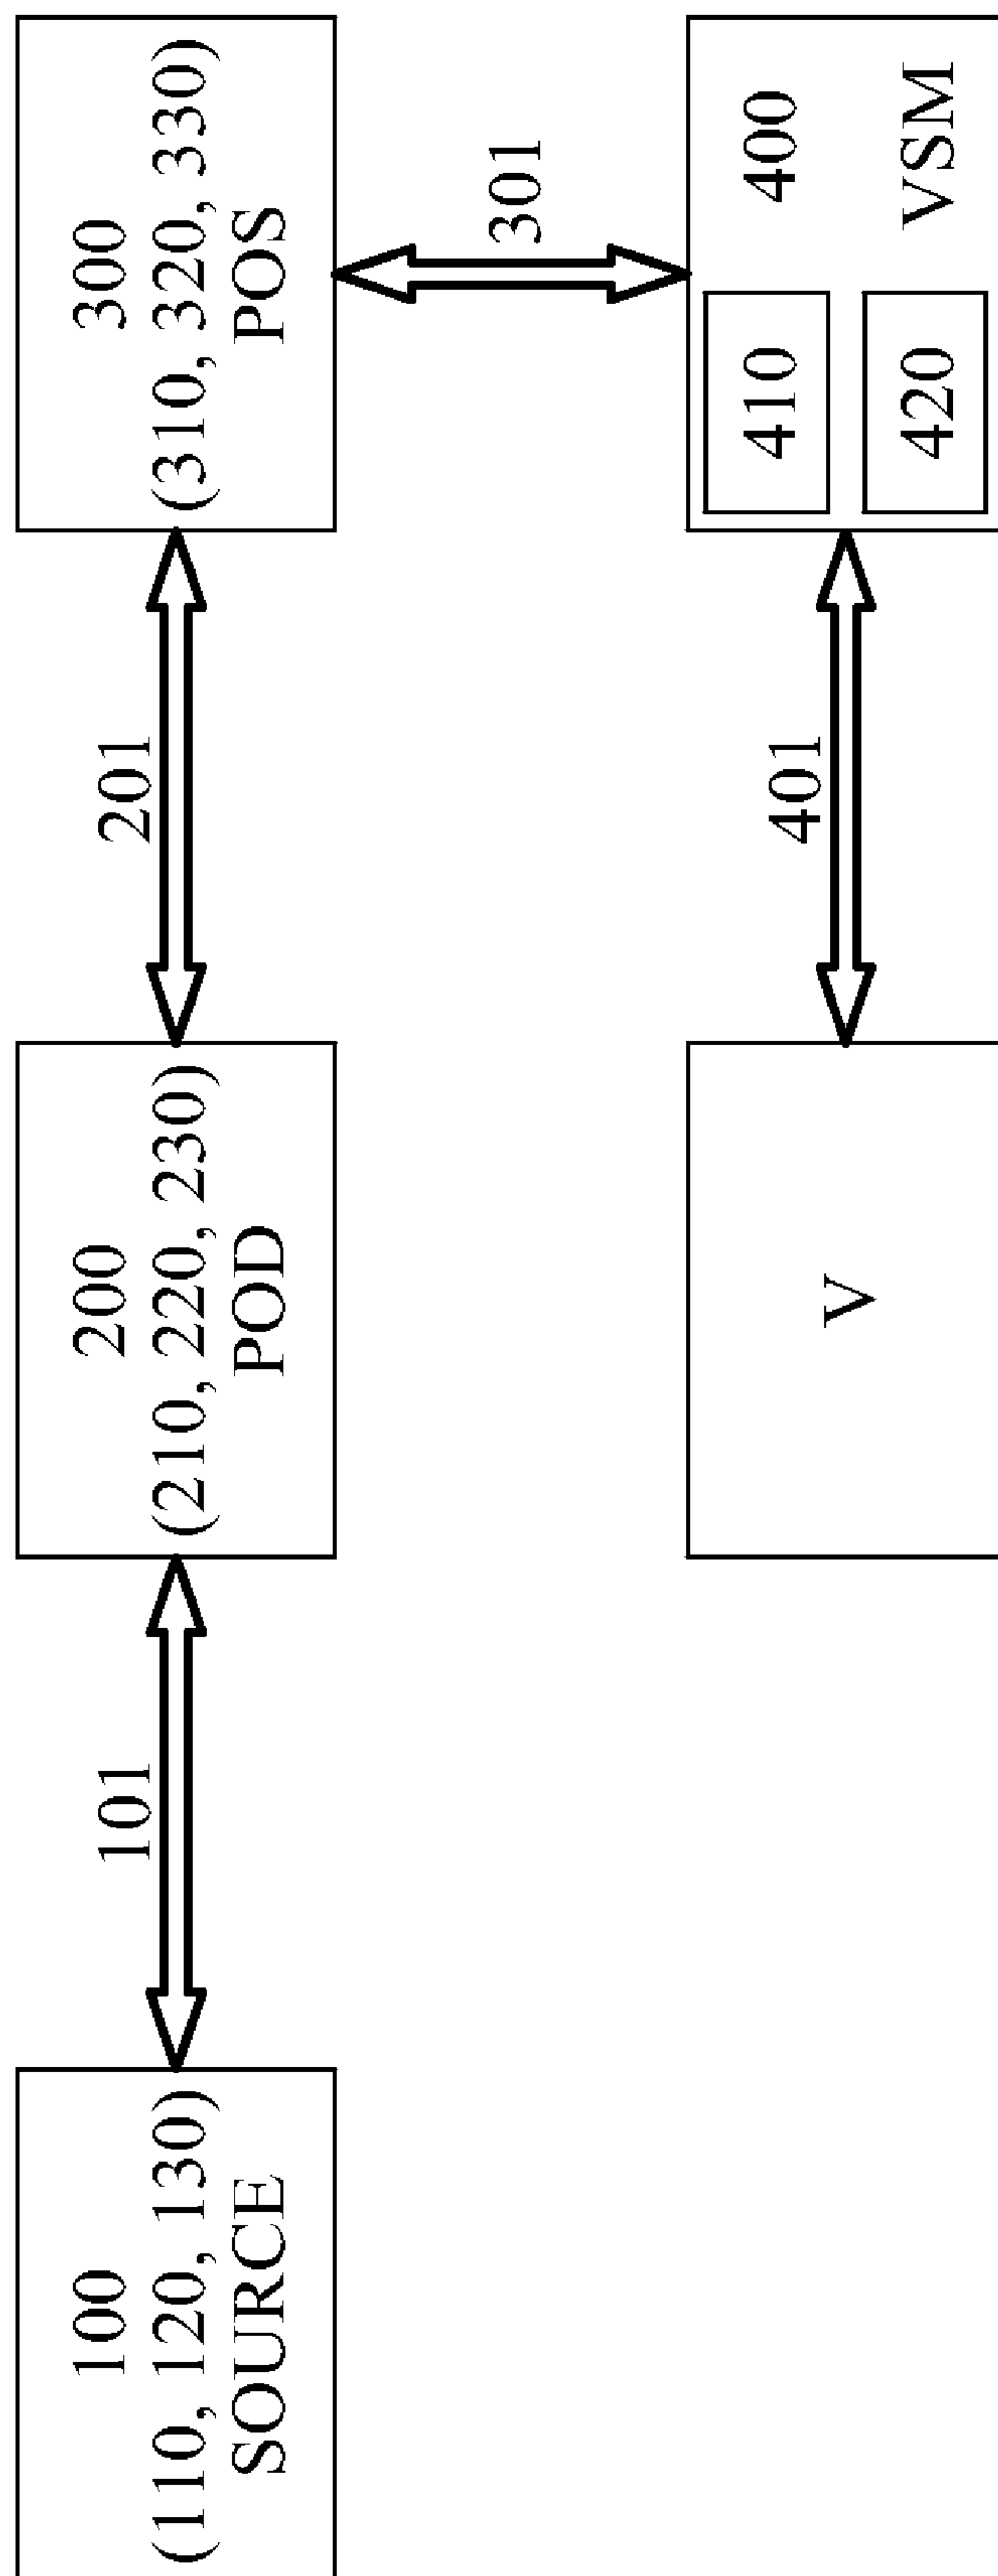 100
(110, 120, 130)
SOURCE
101
200
(210, 220, 230)
POD
201
300
(310, 320, 330)
POS
301
V
401
410
400
420
VSM